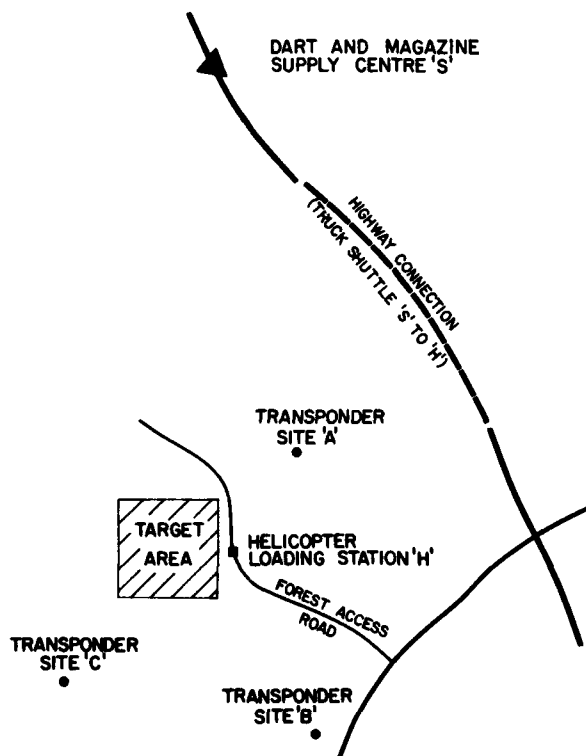 DART AND MAGAZINE
SUPPLY CENTRE 'S'
HIGHWAY CONNECTION
(TRUCK SHUTTLE 'S' TO 'H')
TRANSPONDER
SITE 'A'
TARGET
AREA
HELICOPTER
LOADING STATION 'H'
FOREST ACCESS
ROAD
TRANSPONDER
SITE 'C'
TRANSPONDER
SITE 'B'